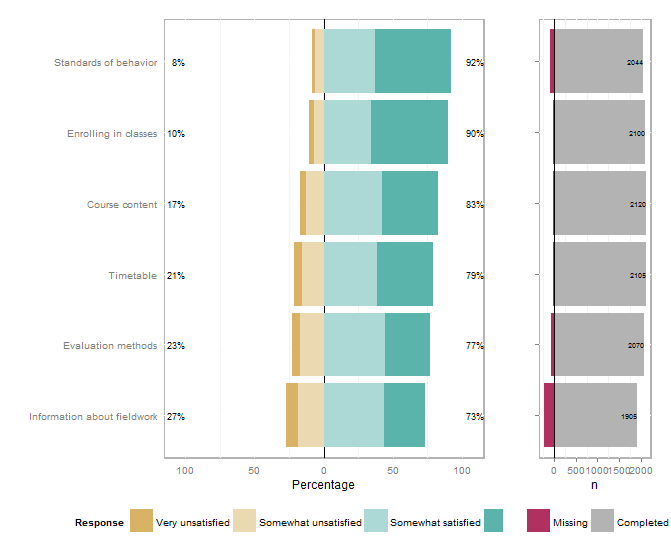 Standards of behavior 8% 92% 2044
Enrolling in classes 10% 90% 2100
Course content 17% 83% 2120
Timetable 21% 79% 2105
Evaluation methods 23% 77% 2070
Information about fieldwork 27% 73% 1905
100 50 0 50 100 0 500 1000 1500 2000
Percentage n
Response Very unsatisfied Somewhat unsatisfied Somewhat satisfied Missing Completed